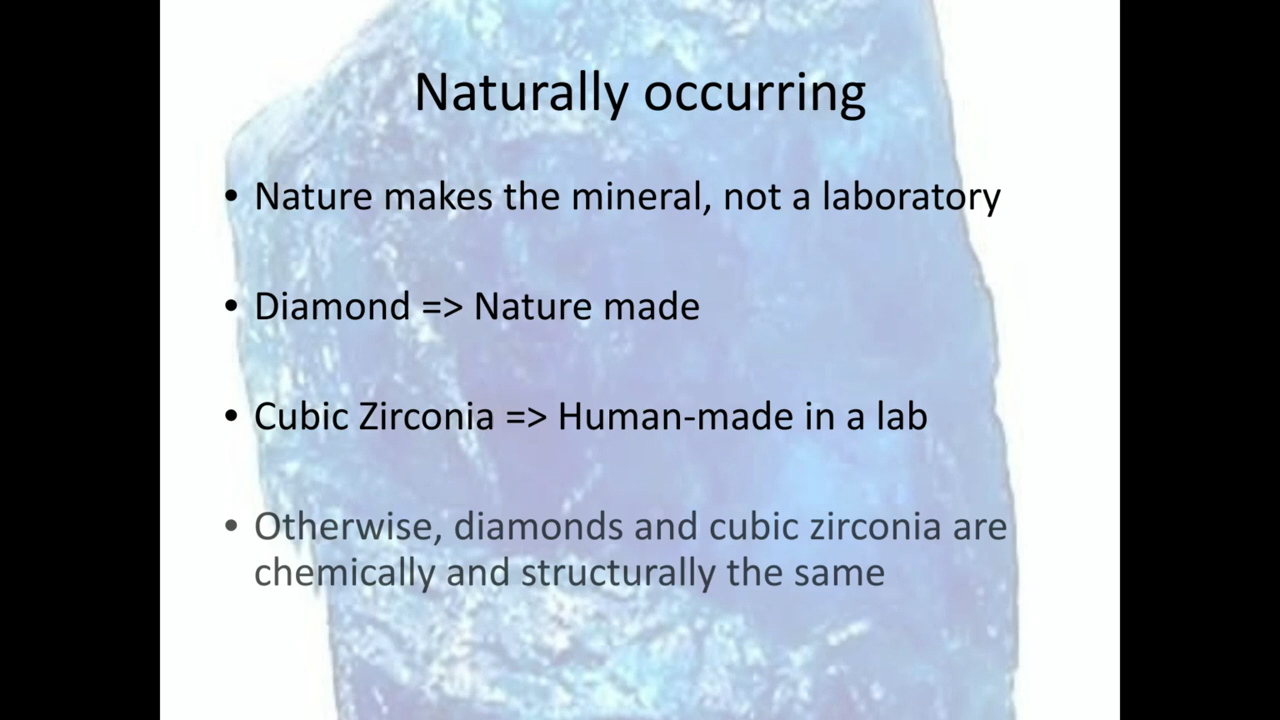 Naturally occurring
• Nature makes the mineral, not a laboratory
• Diamond => Nature made
• Cubic Zirconia => Human-made in a lab
• Otherwise, diamonds and cubic zirconia are
chemically and structurally the same